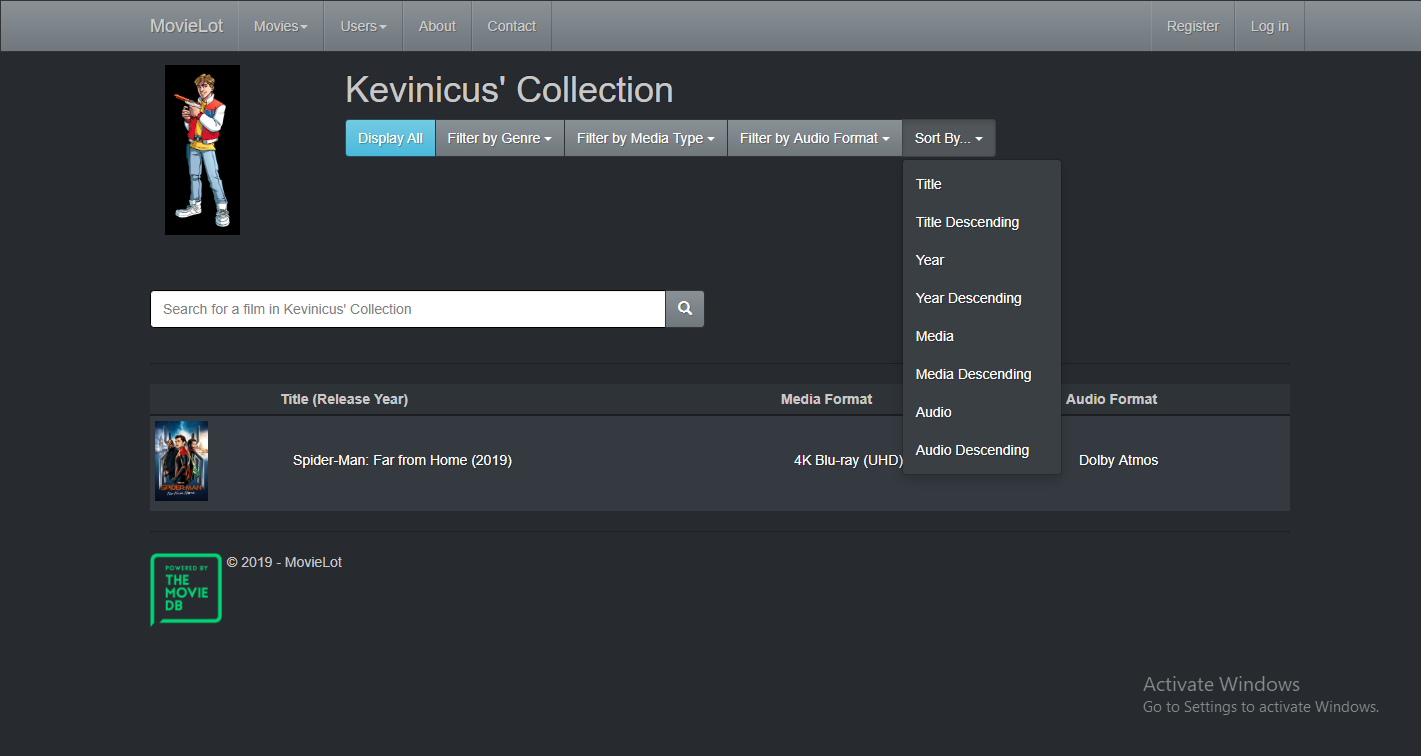 MovieLot Movies Users About Contact Register Log in
Kevinicus' Collection
Display All Filter by Genre Filter by Media Type Filter by Audio Format Sort By...
Title
Title Descending
Year
Year Descending
Media
Media Descending
Audio
Audio Descending
Search for a film in Kevinicus' Collection
Title (Release Year) Media Format Audio Format
SPIDER-MAN
Far From Home
Spider-Man: Far from Home (2019) 4K Blu-ray (UHD) Dolby Atmos
POWERED BY
THE
MOVIE
DB
© 2019 - MovieLot
Activate Windows
Go to Settings to activate Windows.